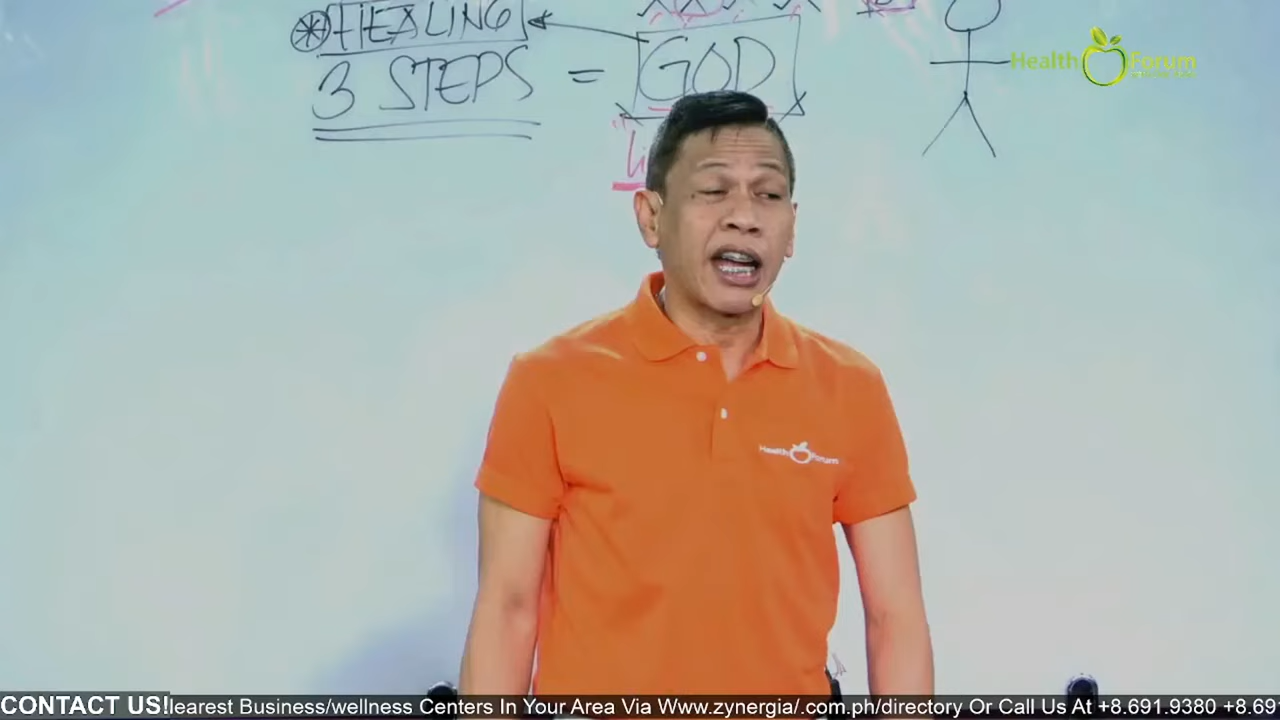 HEALING
3 STEPS = GOD
Health Forum
Health Forum
CONTACT US! learest Business/wellness Centers In Your Area Via Www.zynergia/.com.ph/directory Or Call Us At +8.691.9380 +8.69